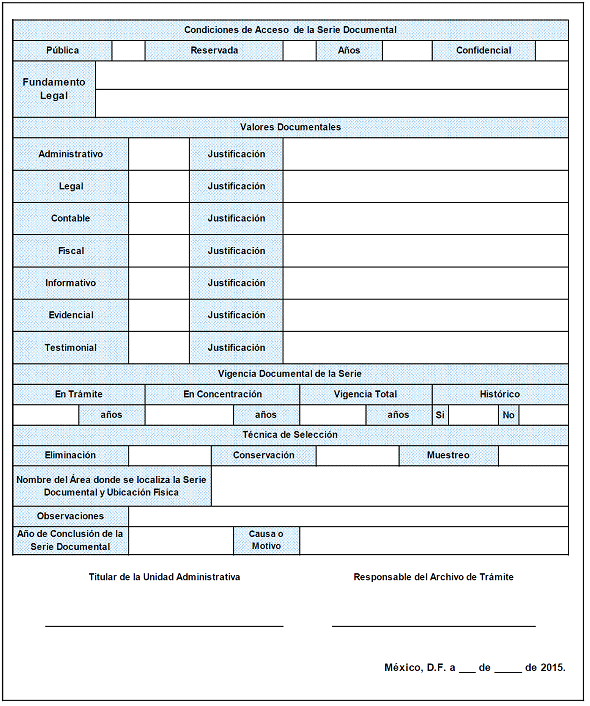 Condiciones de Acceso de la Serie Documental
Pública Reservada Años Confidencial
Fundamento
Legal
Valores Documentales
Administrativo Justificación
Legal Justificación
Contable Justificación
Fiscal Justificación
Informativo Justificación
Evidencial Justificación
Testimonial Justificación
Vigencia Documental de la Serie
En Trámite En Concentración Vigencia Total Histórico
años años años Si No
Técnica de Selección
Eliminación Conservación Muestreo
Nombre del Área donde se localiza la Serie
Documental y Ubicación Física
Observaciones
Año de Conclusión de la
Serie Documental
Causa o
Motivo
Titular de la Unidad Administrativa Responsable del Archivo de Trámite
México, D.F. a ___ de _____ de 2015.